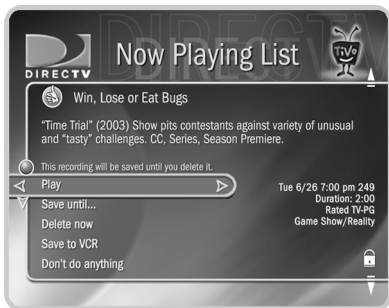 DIRECTV
Now Playing List
TiVo
DIRECTV
Win, Lose or Eat Bugs
"Time Trial" (2003) Show pits contestants against variety of unusual
and "tasty" challenges. CC, Series, Season Premiere.
This recording will be saved until you delete it.
Play
Save until...
Delete now
Save to VCR
Don't do anything
Tue 6/26 7:00 pm 249
Duration: 2:00
Rated TV-PG
Game Show/Reality